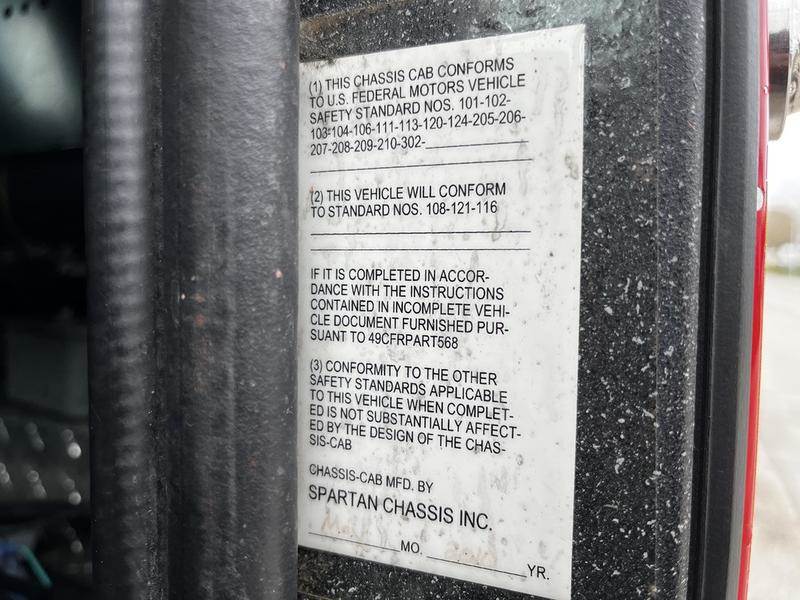 (1) THIS CHASSIS CAB CONFORMS
TO U.S. FEDERAL MOTORS VEHICLE
SAFETY STANDARD NOS. 101-102-
103-104-106-111-113-120-124-205-206-
207-208-209-210-302-
(2) THIS VEHICLE WILL CONFORM
TO STANDARD NOS. 108-121-116
IF IT IS COMPLETED IN ACCOR-
DANCE WITH THE INSTRUCTIONS
CONTAINED IN INCOMPLETE VEHI-
CLE DOCUMENT FURNISHED PUR-
SUANT TO 49CFRPART568
(3) CONFORMITY TO THE OTHER
SAFETY STANDARDS APPLICABLE
TO THIS VEHICLE WHEN COMPLET-
ED IS NOT SUBSTANTIALLY AFFECT-
ED BY THE DESIGN OF THE CHAS-
SIS-CAB
CHASSIS-CAB MFD. BY
SPARTAN CHASSIS INC.
MO. YR.